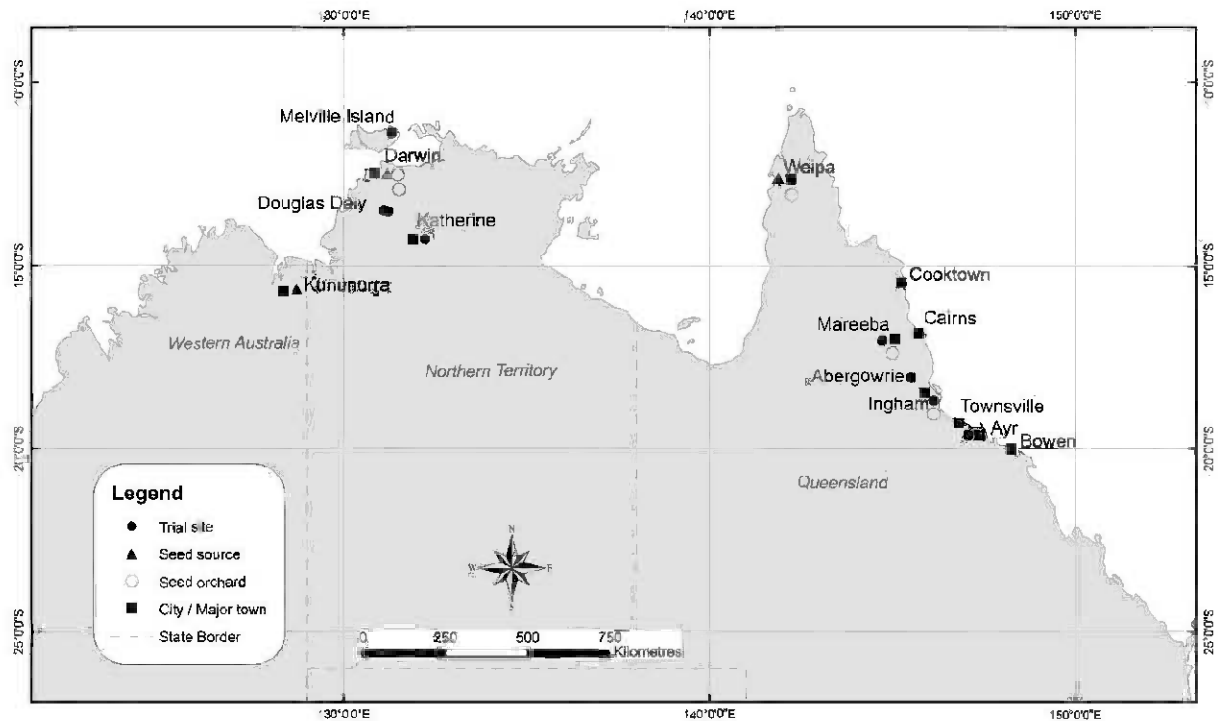 130°0'0"E 140°0'0"E 150°0'0"E
10°0'0"S 10°0'0"S
Melville Island
Darwin
Weipa
Douglas Daly
Katherine
15°0'0"S 15°0'0"S
Kununurra
Cooktown
Mareeba Cairns
Western Australia
Northern Territory
Abergowrie
Ingham Townsville
Ayr
Bowen
20°0'0"S 20°0'0"S
Queensland
Legend
Trial site
Seed source
Seed orchard
City / Major town
State Border
N
W E
S
0 250 500 750
Kilometres
25°0'0"S 25°0'0"S
130°0'0"E 140°0'0"E 150°0'0"E